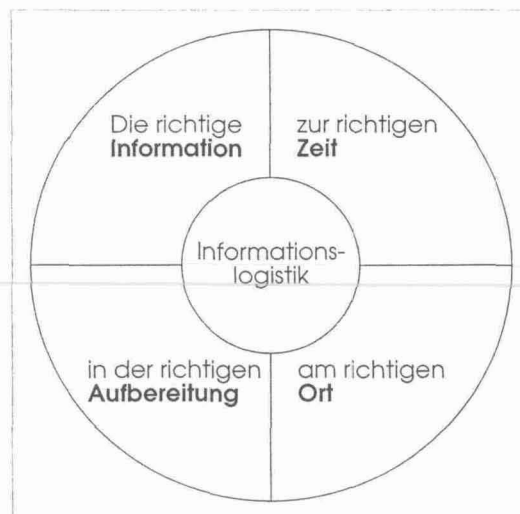 Die richtige
Information
zur richtigen
Zeit
Informations-
logistik
in der richtigen
Aufbereitung
am richtigen
Ort